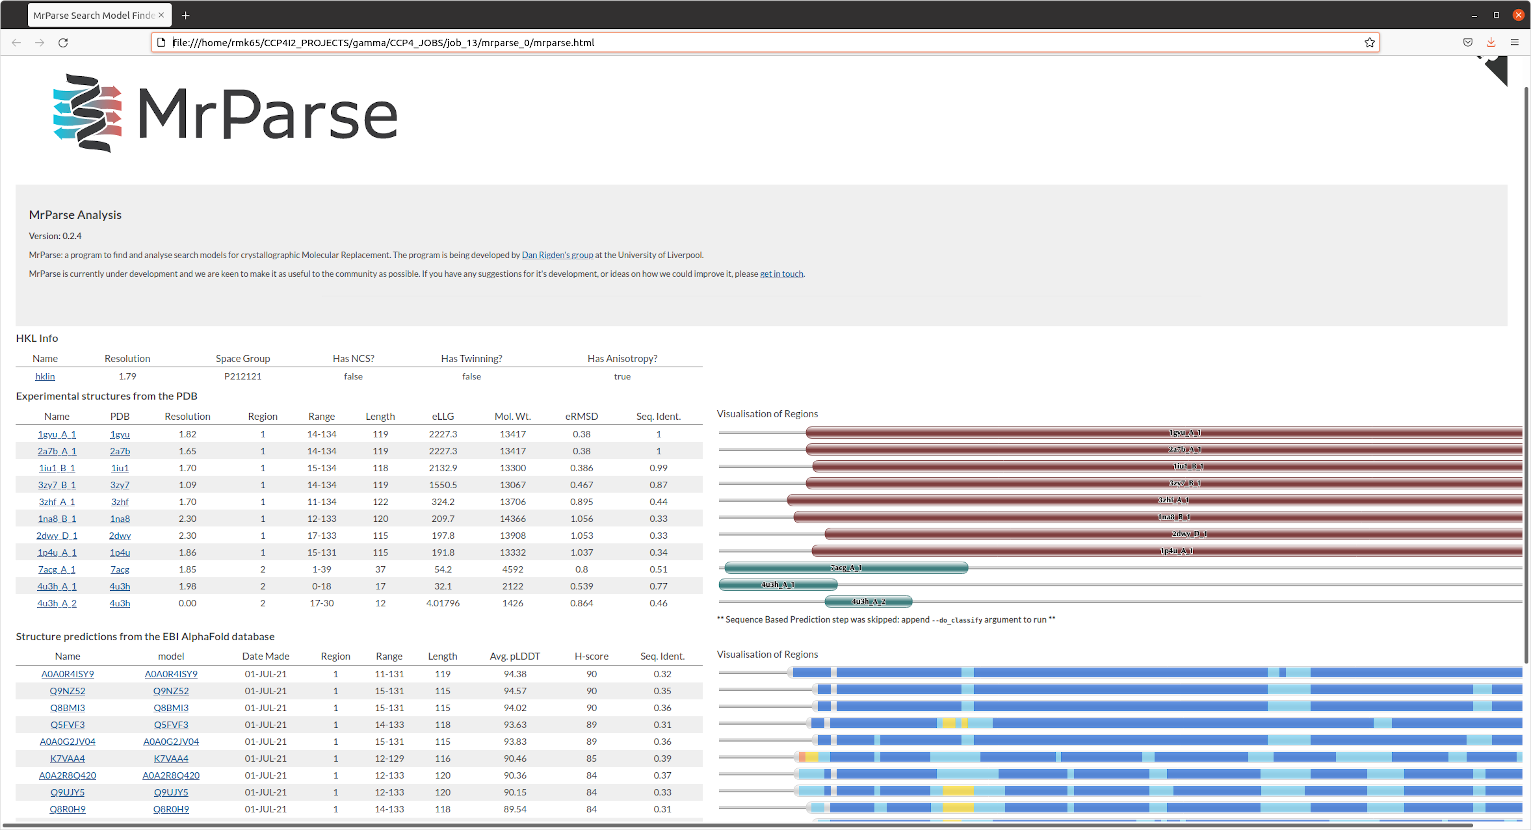 MrParse Search Model Finde ×
file:///home/rmk65/CCP4I2_PROJECTS/gamma/CCP4_JOBS/job_13/mrparse_0/mrparse.html
MrParse
MrParse Analysis
Version: 0.2.4
MrParse: a program to find and analyse search models for crystallographic Molecular Replacement. The program is being developed by Dan Rigden's group at the University of Liverpool.
MrParse is currently under development and we are keen to make it as useful to the community as possible. If you have any suggestions for it's development, or ideas on how we could improve it, please get in touch.
HKL Info
Name Resolution Space Group Has NCS? Has Twinning? Has Anisotropy?
hklin 1.79 P212121 false false true
Experimental structures from the PDB
Name PDB Resolution Region Range Length eLLG Mol. Wt. eRMSD Seq. Ident.
1gyu_A_1 1gyu 1.82 1 14-134 119 2227.3 13417 0.38 1
2a7b_A_1 2a7b 1.65 1 14-134 119 2227.3 13417 0.38 1
1iu1_B_1 1iu1 1.70 1 15-134 118 2132.9 13300 0.386 0.99
3zy7_B_1 3zy7 1.09 1 14-134 119 1550.5 13067 0.467 0.87
3zhf_A_1 3zhf 1.70 1 11-134 122 324.2 13706 0.895 0.44
1na8_B_1 1na8 2.30 1 12-133 120 209.7 14366 1.056 0.33
2dwy_D_1 2dwy 2.30 1 17-133 115 197.8 13908 1.053 0.33
1p4u_A_1 1p4u 1.86 1 15-131 115 191.8 13332 1.037 0.34
7acg_A_1 7acg 1.85 2 1-39 37 54.2 4592 0.8 0.51
4u3h_A_1 4u3h 1.98 2 0-18 17 32.1 2122 0.539 0.77
4u3h_A_2 4u3h 0.00 2 17-30 12 4.01796 1426 0.864 0.46
Visualisation of Regions
1gyu_A_1
2a7b_A_1
1iu1_B_1
3zy7_B_1
3zhf_A_1
1na8_B_1
2dwy_D_1
1p4u_A_1
7acg_A_1
4u3h_A_1
4u3h_A_2
** Sequence Based Prediction step was skipped: append --do_classify argument to run **
Structure predictions from the EBI AlphaFold database
Name model Date Made Region Range Length Avg. pLDDT H-score Seq. Ident.
A0A0R4ISY9 A0A0R4ISY9 01-JUL-21 1 11-131 119 94.38 90 0.32
Q9NZ52 Q9NZ52 01-JUL-21 1 15-131 115 94.57 90 0.35
Q8BMI3 Q8BMI3 01-JUL-21 1 15-131 115 94.02 90 0.36
Q5FVF3 Q5FVF3 01-JUL-21 1 14-133 118 93.63 89 0.31
A0A0G2JV04 A0A0G2JV04 01-JUL-21 1 15-131 115 93.83 89 0.36
K7VAA4 K7VAA4 01-JUL-21 1 12-129 116 90.46 85 0.39
A0A2R8Q420 A0A2R8Q420 01-JUL-21 1 12-133 120 90.36 84 0.37
Q9UJY5 Q9UJY5 01-JUL-21 1 12-133 120 90.15 84 0.33
Q8R0H9 Q8R0H9 01-JUL-21 1 14-133 118 89.54 84 0.31
Visualisation of Regions